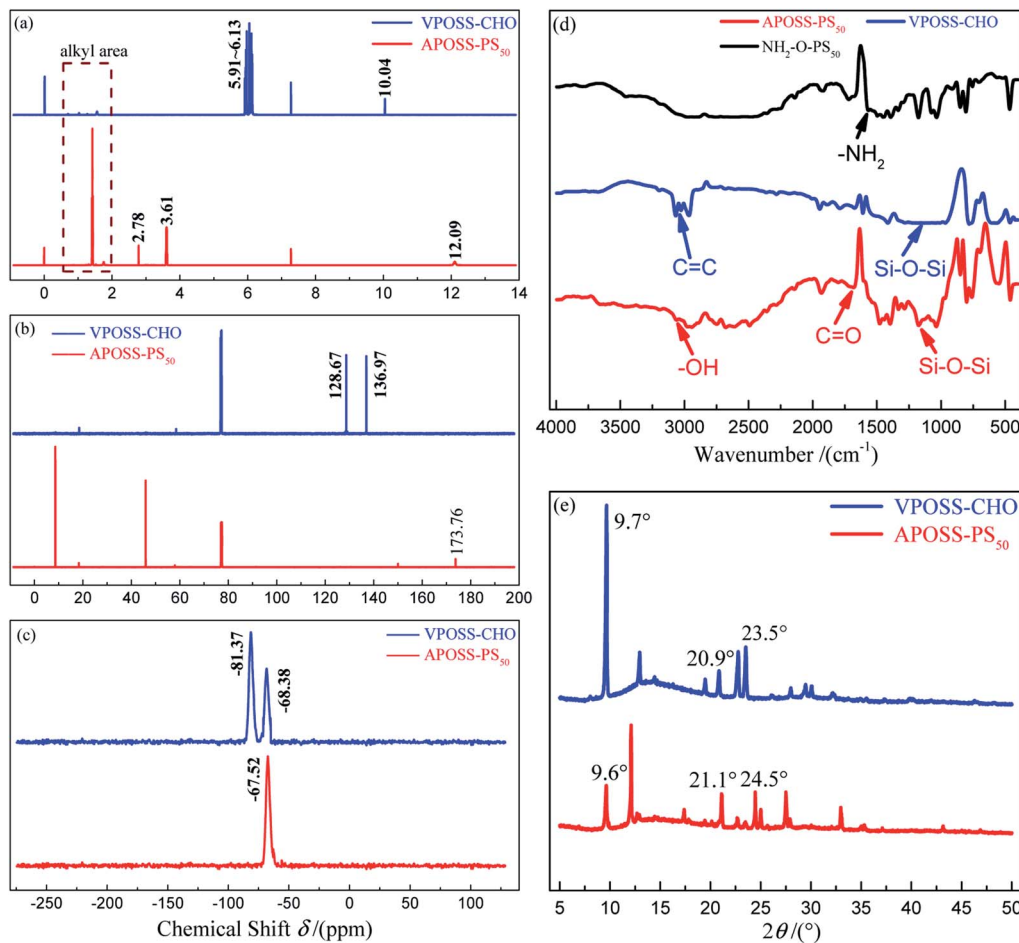 (a)
VPOSS-CHO
APOSS-PS50
alkyl area
5.91~6.13
10.04
2.78
3.61
12.09
0 2 4 6 8 10 12 14
(b)
VPOSS-CHO
APOSS-PS50
128.67
136.97
173.76
0 20 40 60 80 100 120 140 160 180 200
(c)
VPOSS-CHO
APOSS-PS50
-81.37
-68.38
-67.52
-250 -200 -150 -100 -50 0 50 100
Chemical Shift δ/(ppm)
(d)
APOSS-PS50 VPOSS-CHO
NH2-O-PS50
-NH2
C=C
Si-O-Si
C=O
-OH
Si-O-Si
4000 3500 3000 2500 2000 1500 1000 500
Wavenumber /(cm-1)
(e)
VPOSS-CHO
APOSS-PS50
9.7°
20.9°
23.5°
9.6°
21.1°
24.5°
5 10 15 20 25 30 35 40 45 50
2θ/(°)